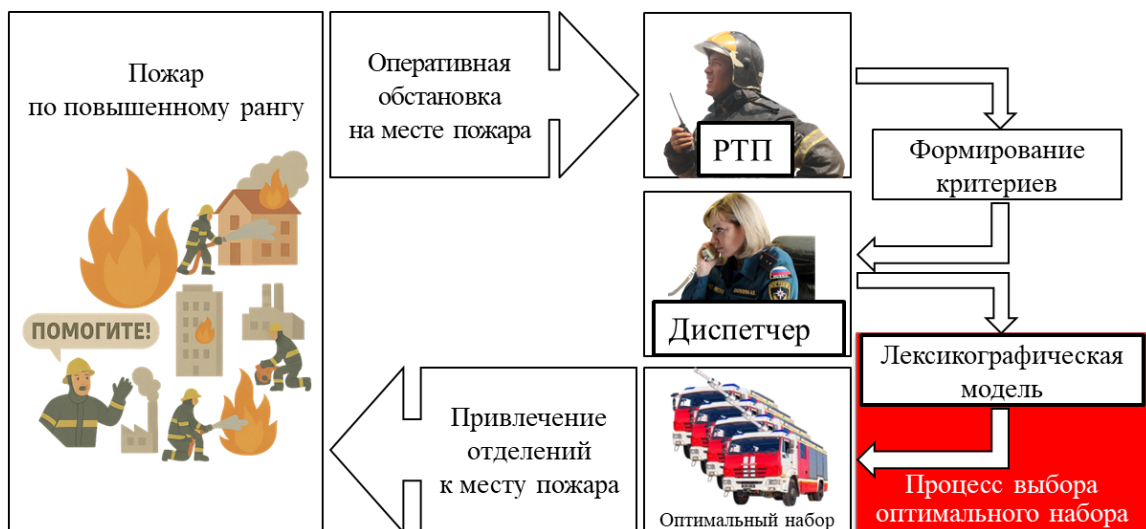 Пожар
по повышенному рангу
ПОМОГИТЕ!
Оперативная
обстановка
на месте пожара
РТП
Формирование
критериев
Диспетчер
Лексикографическая
модель
Процесс выбора
оптимального набора
Оптимальный набор
Привлечение
отделений
к месту пожара